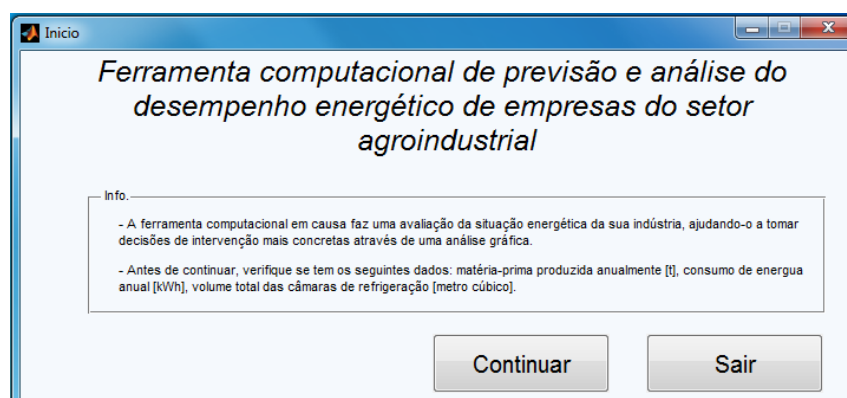 Inicio
Ferramenta computacional de previsão e análise do
desempenho energético de empresas do setor
agroindustrial
Info.
- A ferramenta computacional em causa faz uma avaliação da situação energética da sua indústria, ajudando-o a tomar
decisões de intervenção mais concretas através de uma análise gráfica.
- Antes de continuar, verifique se tem os seguintes dados: matéria-prima produzida anualmente [t], consumo de energua
anual [kWh], volume total das câmaras de refrigeração [metro cúbico].
Continuar
Sair